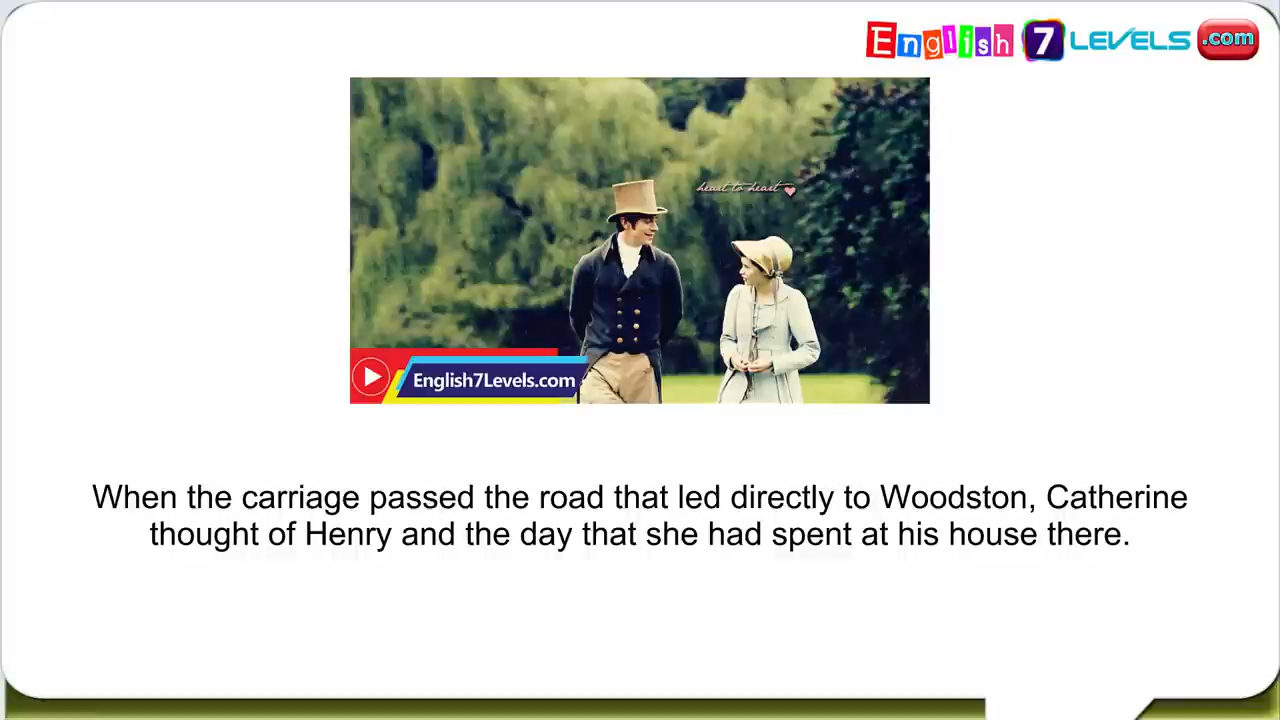 English 7 LEVELS .com
heart to heart
English7Levels.com
When the carriage passed the road that led directly to Woodston, Catherine
thought of Henry and the day that she had spent at his house there.